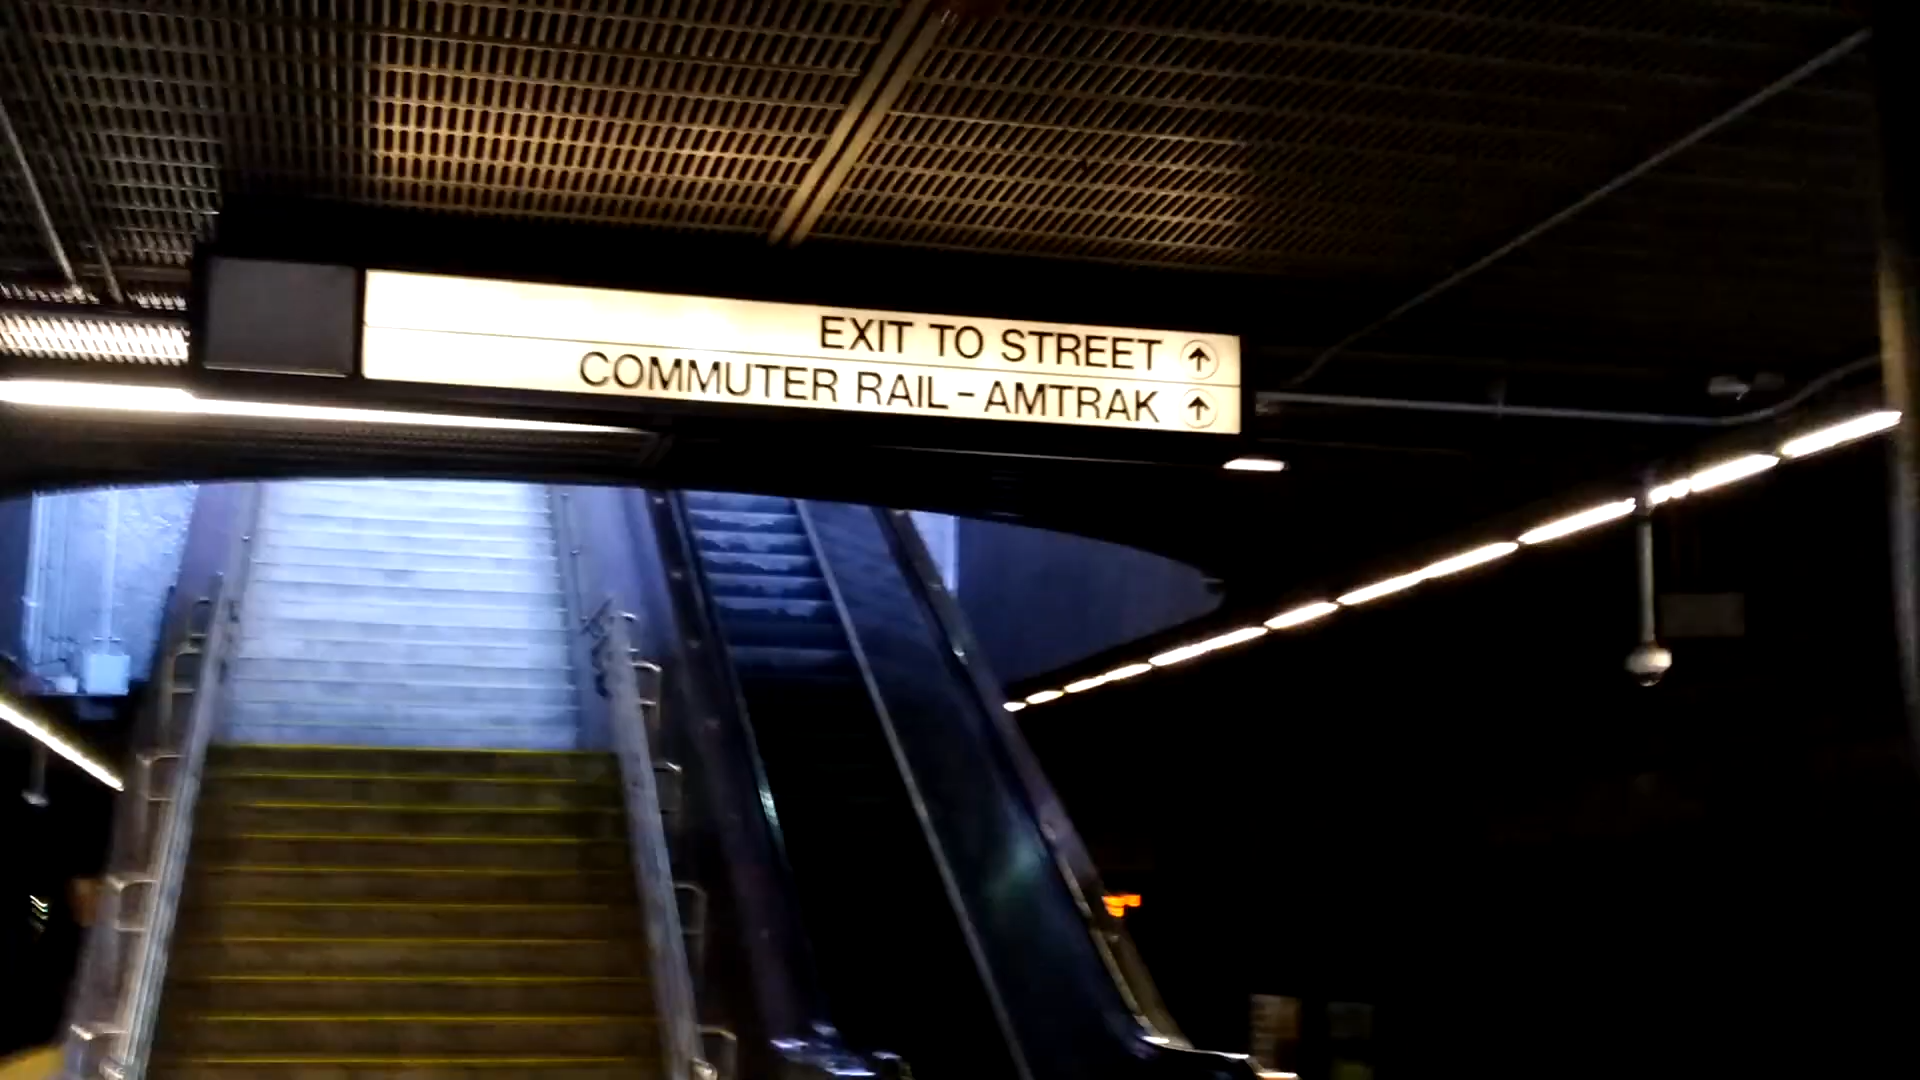 EXIT TO STREET ↑
COMMUTER RAIL - AMTRAK ↑